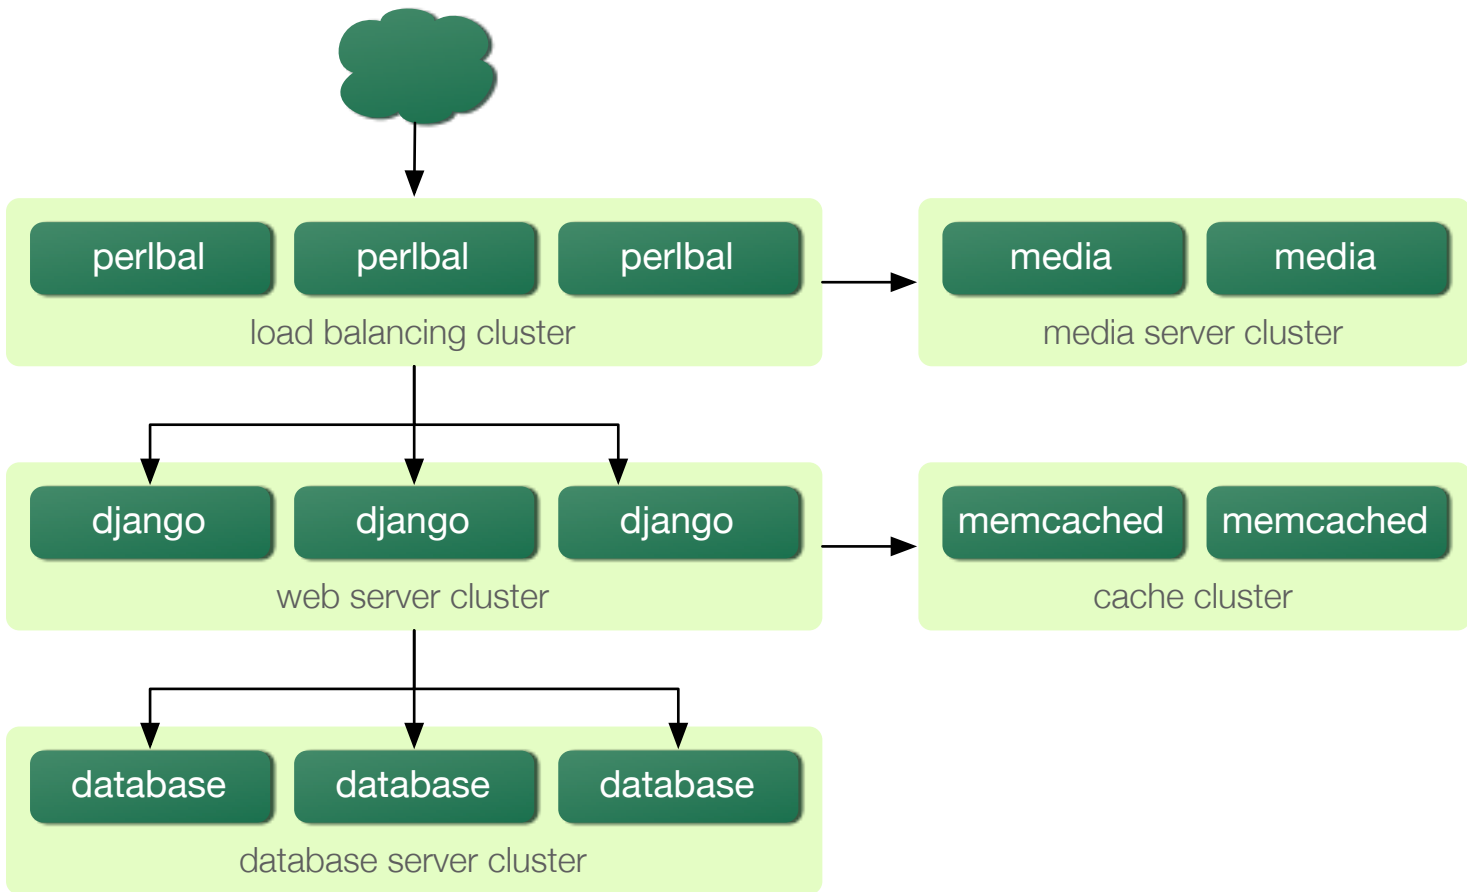 perlbal perlbal perlbal
load balancing cluster
media media
media server cluster
django django django
web server cluster
memcached memcached
cache cluster
database database database
database server cluster